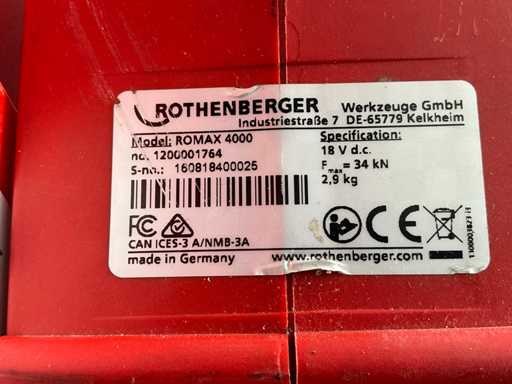 ROTHENBERGER Werkzeuge GmbH
Industriestraße 7 DE-65779 Kelkheim
Model: ROMAX 4000
no. 1200001764
S-no.: 160818400025
Specification:
18 V d.c.
Fmax = 34 kN
2,9 kg
FC CE
CAN ICES-3 A/NMB-3A
made in Germany
www.rothenberger.com